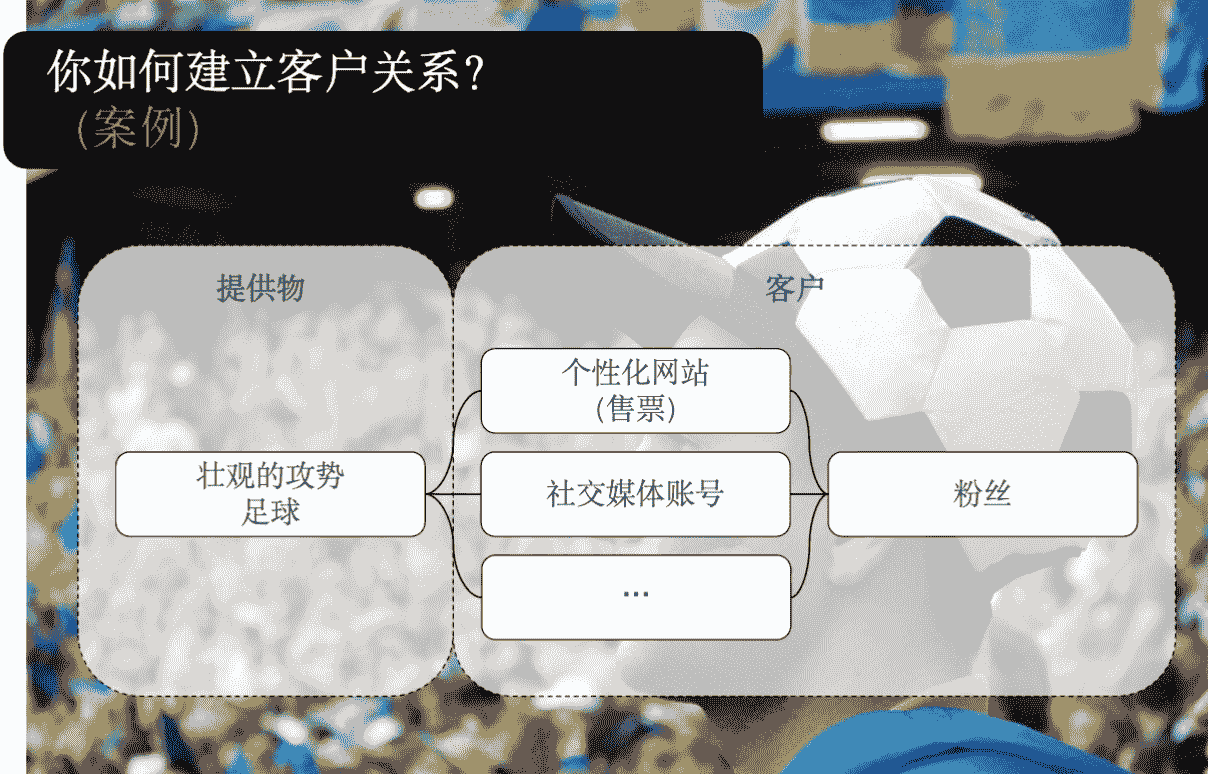 你如何建立客户关系?
(案例)
提供物
客户
个性化网站
(售票)
壮观的攻势
足球
社交媒体账号
粉丝
...